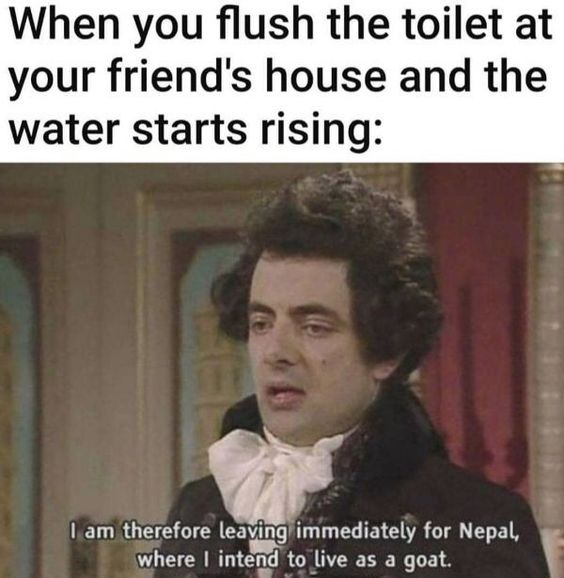 When you flush the toilet at
your friend's house and the
water starts rising:
I am therefore leaving immediately for Nepal,
where I intend to live as a goat.